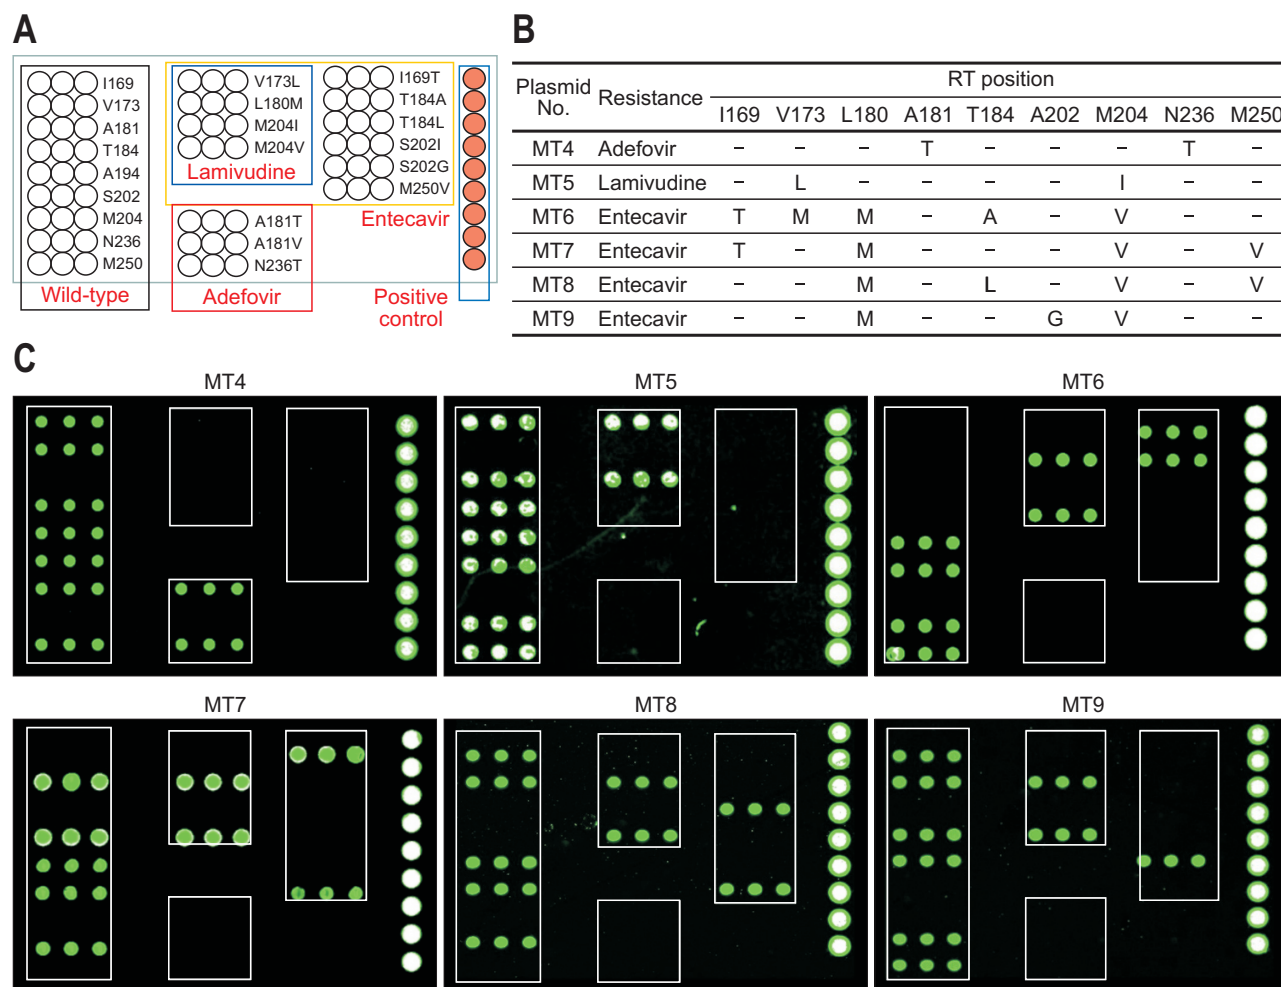 A
I169
V173
A181
T184
A194
S202
M204
N236
M250
Wild-type
V173L
L180M
M204I
M204V
Lamivudine
A181T
A181V
N236T
Adefovir
I169T
T184A
T184L
S202I
S202G
M250V
Entecavir
Positive
control
B
Plasmid No. Resistance RT position
I169 V173 L180 A181 T184 A202 M204 N236 M250
MT4 Adefovir – – – T – – – T –
MT5 Lamivudine – L – – – – I – –
MT6 Entecavir T M M – A – V – –
MT7 Entecavir T – M – – – V – V
MT8 Entecavir – – M – L – V – V
MT9 Entecavir – – M – – G V – –
C
MT4 MT5 MT6
MT7 MT8 MT9